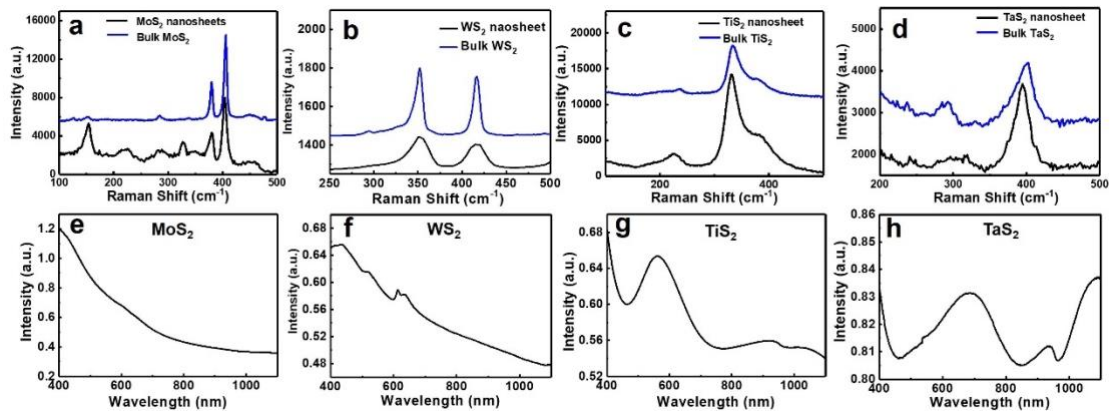 a
MoS₂ nanosheets
Bulk MoS₂
Intensity (a.u.)
16000
12000
8000
4000
0
100 200 300 400 500
Raman Shift (cm⁻¹)
b
WS₂ naosheet
Bulk WS₂
Intensity (a.u.)
1800
1600
1400
250 300 350 400 450 500
Raman Shift (cm⁻¹)
c
TiS₂ nanosheet
Bulk TiS₂
Intensity (a.u.)
20000
15000
10000
5000
0
200 400
Raman Shift (cm⁻¹)
d
TaS₂ nanosheet
Bulk TaS₂
Intensity (a.u.)
5000
4000
3000
2000
200 300 400 500
Raman Shift (cm⁻¹)
e
MoS₂
Intensity (a.u.)
1.2
1.0
0.8
0.6
0.4
0.2
400 600 800 1000
Wavelength (nm)
f
WS₂
Intensity (a.u.)
0.68
0.64
0.60
0.56
0.52
0.48
400 600 800 1000
Wavelength (nm)
g
TiS₂
Intensity (a.u.)
0.68
0.64
0.60
0.56
0.52
400 600 800 1000
Wavelength (nm)
h
TaS₂
Intensity (a.u.)
0.86
0.85
0.84
0.83
0.82
0.81
0.80
400 600 800 1000
Wavelength (nm)